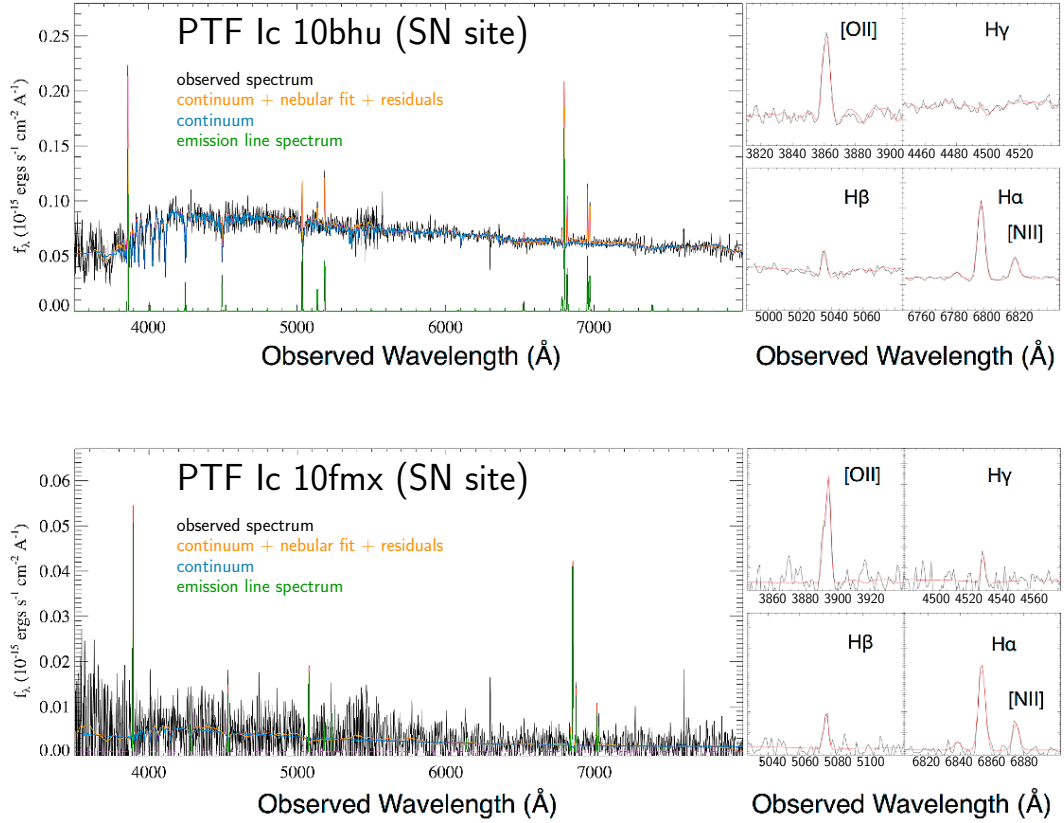 PTF Ic 10bhu (SN site)
observed spectrum
continuum + nebular fit + residuals
continuum
emission line spectrum
f_λ (10⁻¹⁵ ergs s⁻¹ cm⁻² A⁻¹)
0.25
0.20
0.15
0.10
0.05
0.00
4000 5000 6000 7000
Observed Wavelength (Å)
[OII]
Hγ
3820 3840 3860 3880 3900
4460 4480 4500 4520
Hβ
Hα
[NII]
5000 5020 5040 5060
6760 6780 6800 6820
Observed Wavelength (Å)
PTF Ic 10fmx (SN site)
observed spectrum
continuum + nebular fit + residuals
continuum
emission line spectrum
f_λ (10⁻¹⁵ ergs s⁻¹ cm⁻² A⁻¹)
0.06
0.05
0.04
0.03
0.02
0.01
0.00
4000 5000 6000 7000
Observed Wavelength (Å)
[OII]
Hγ
3860 3880 3900 3920
4500 4520 4540 4560
Hβ
Hα
[NII]
5040 5060 5080 5100
6820 6840 6860 6880
Observed Wavelength (Å)